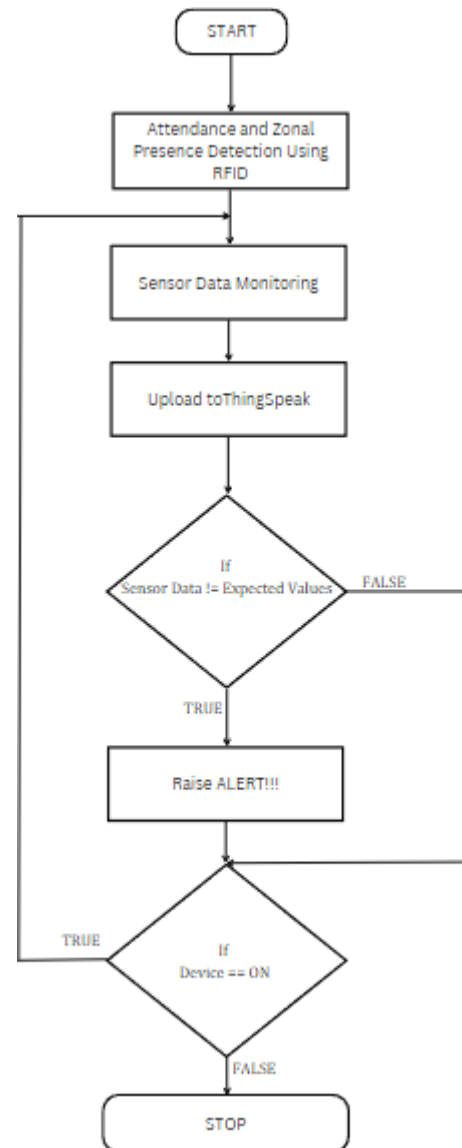 START
Attendance and Zonal
Presence Detection Using
RFID
Sensor Data Monitoring
Upload toThingSpeak
If
Sensor Data != Expected Values
FALSE
TRUE
Raise ALERT!!!
TRUE
If
Device == ON
FALSE
STOP